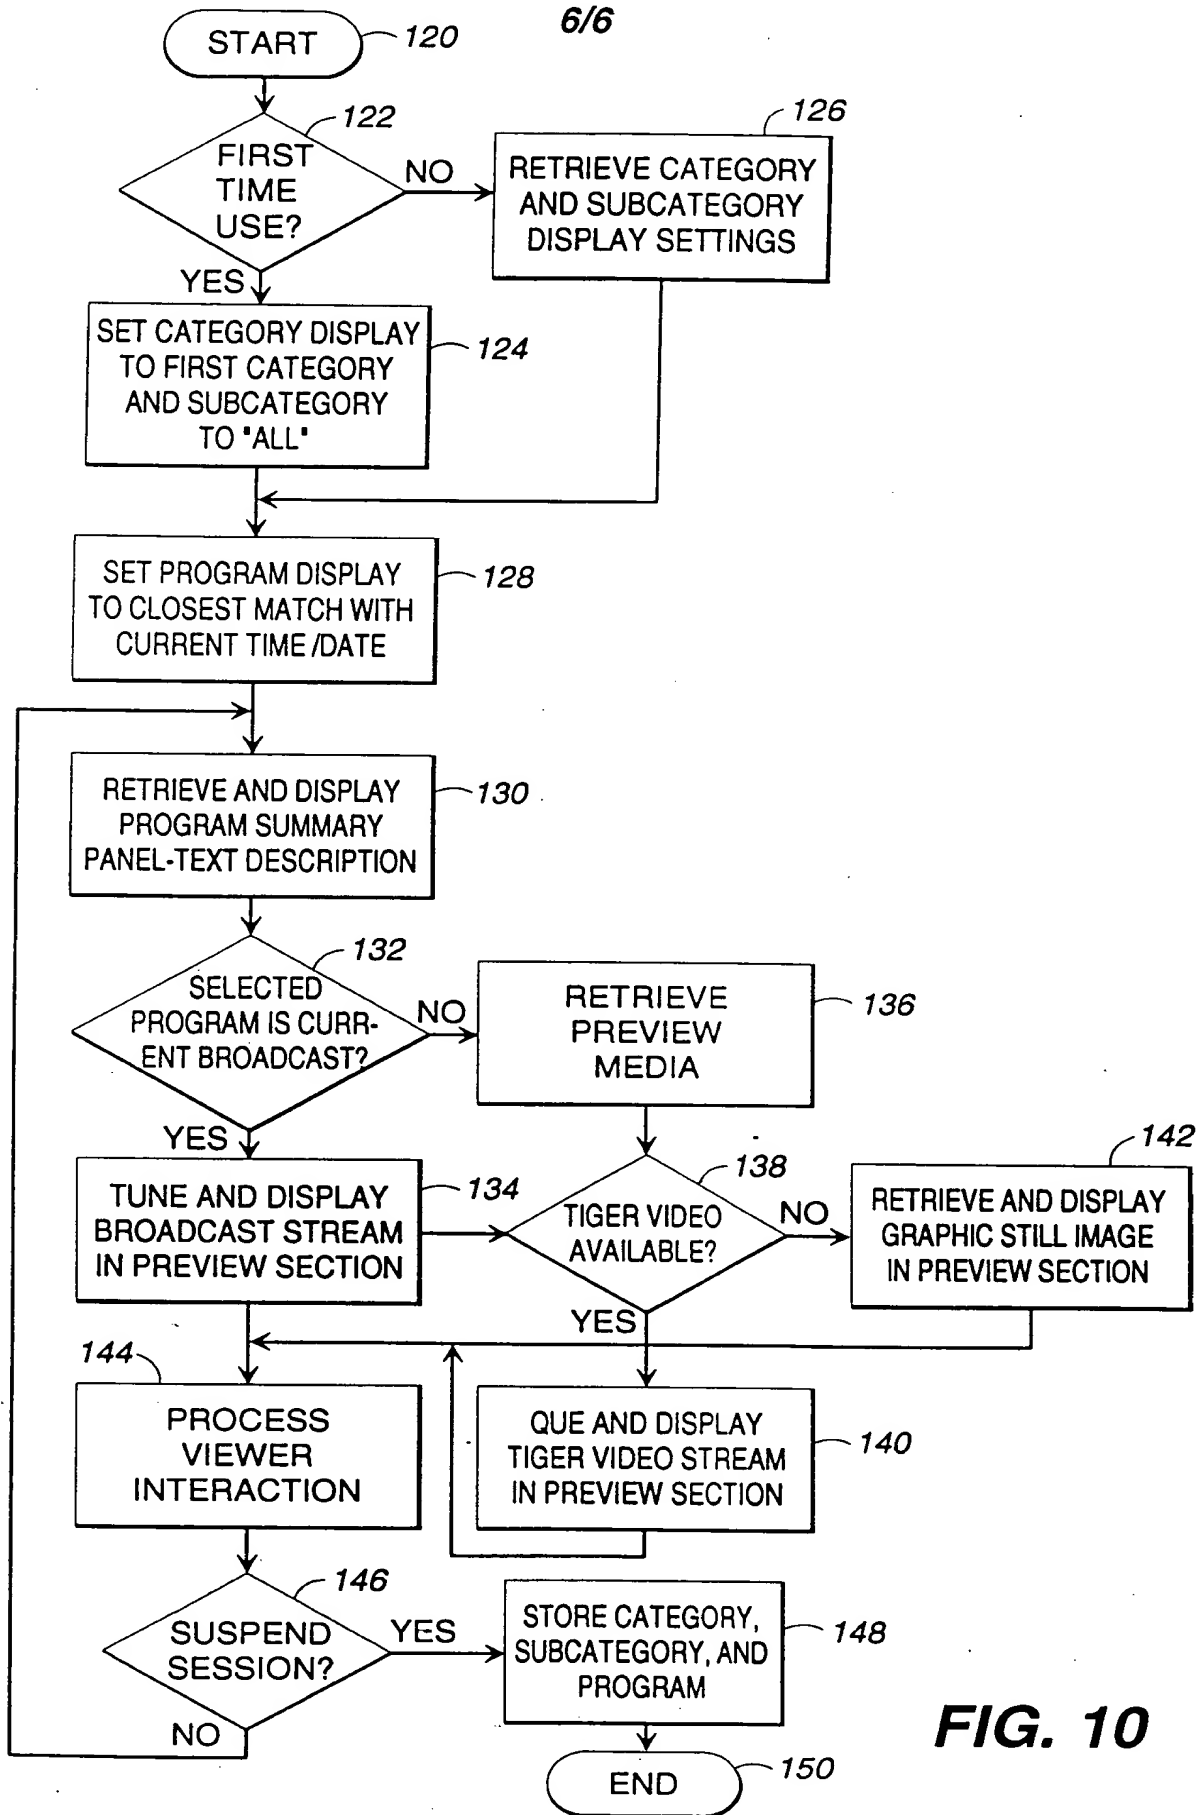 6/6
START
120
122
FIRST
TIME
USE?
NO
126
RETRIEVE CATEGORY
AND SUBCATEGORY
DISPLAY SETTINGS
YES
SET CATEGORY DISPLAY
TO FIRST CATEGORY
AND SUBCATEGORY
TO "ALL"
124
SET PROGRAM DISPLAY
TO CLOSEST MATCH WITH
CURRENT TIME/DATE
128
RETRIEVE AND DISPLAY
PROGRAM SUMMARY
PANEL-TEXT DESCRIPTION
130
132
SELECTED
PROGRAM IS CURR-
ENT BROADCAST?
NO
RETRIEVE
PREVIEW
MEDIA
136
YES
TUNE AND DISPLAY
BROADCAST STREAM
IN PREVIEW SECTION
134
138
TIGER VIDEO
AVAILABLE?
NO
142
RETRIEVE AND DISPLAY
GRAPHIC STILL IMAGE
IN PREVIEW SECTION
YES
144
PROCESS
VIEWER
INTERACTION
QUE AND DISPLAY
TIGER VIDEO STREAM
IN PREVIEW SECTION
140
146
SUSPEND
SESSION?
YES
NO
STORE CATEGORY,
SUBCATEGORY, AND
PROGRAM
148
END
150
FIG. 10